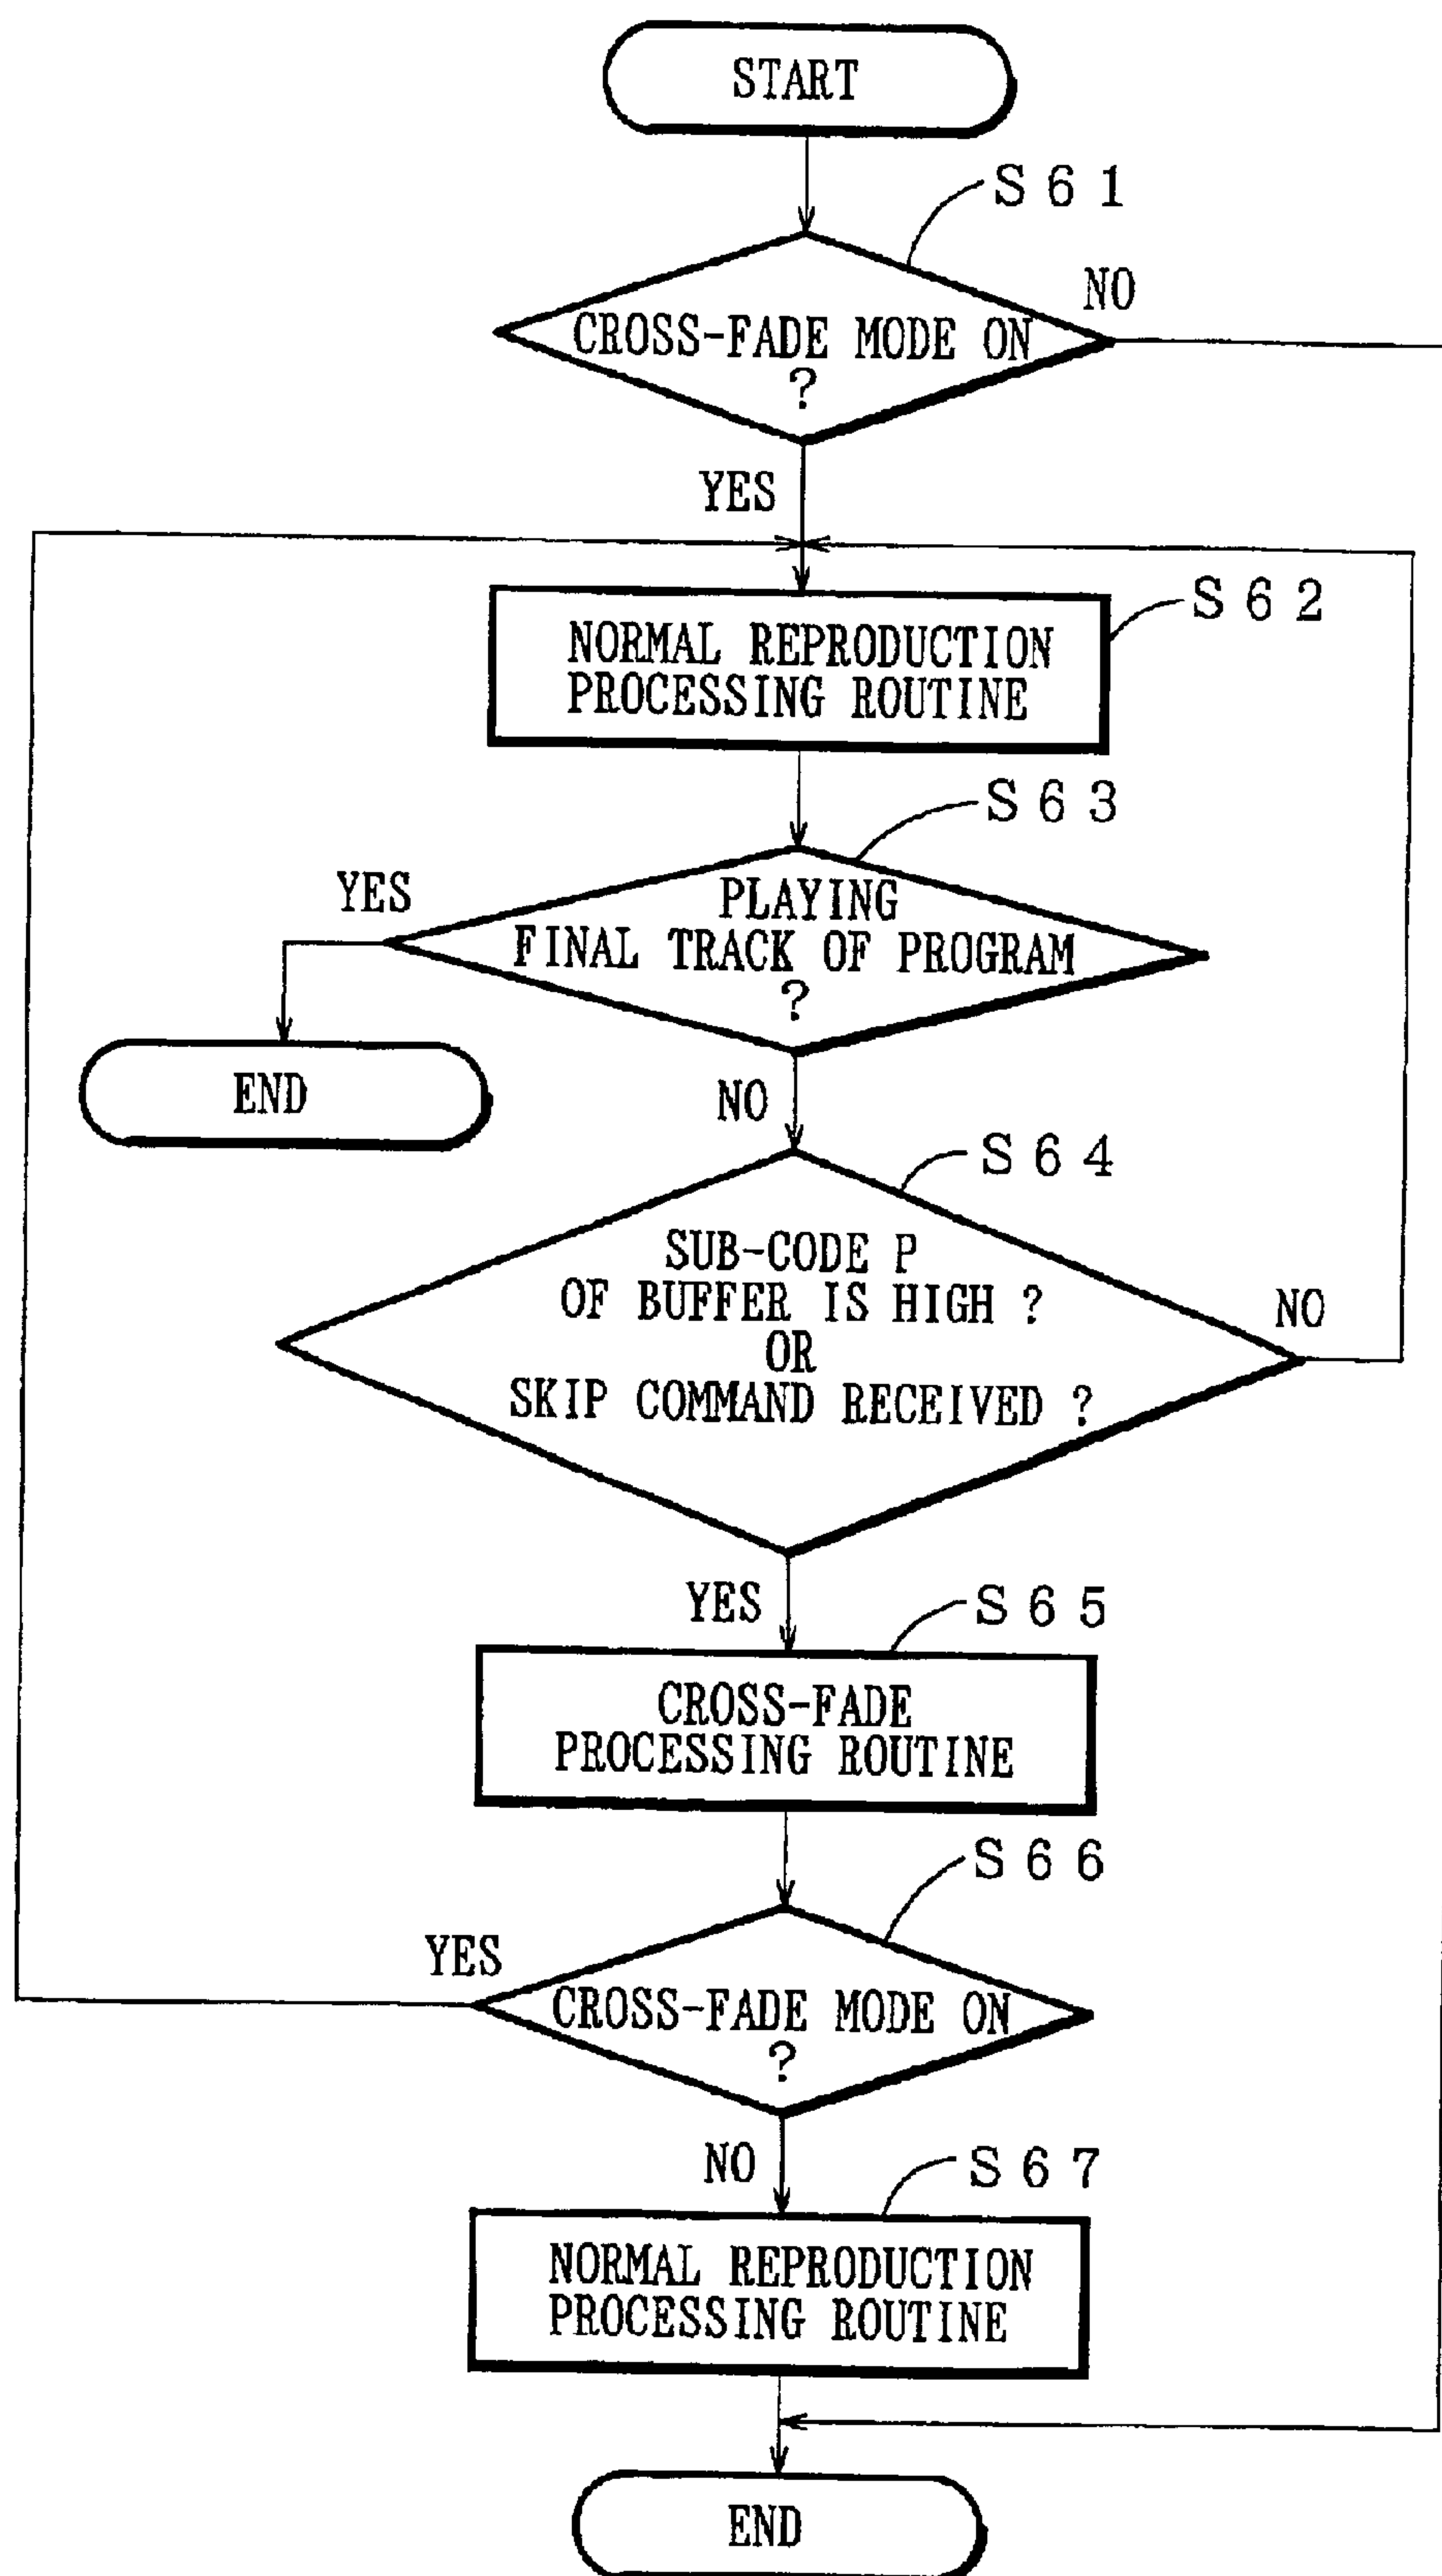 START
S61
NO
CROSS-FADE MODE ON
?
YES
S62
NORMAL REPRODUCTION
PROCESSING ROUTINE
S63
YES
PLAYING
FINAL TRACK OF PROGRAM
?
END
NO
S64
SUB-CODE P
OF BUFFER IS HIGH ?
OR
SKIP COMMAND RECEIVED ?
NO
YES
S65
CROSS-FADE
PROCESSING ROUTINE
S66
YES
CROSS-FADE MODE ON
?
NO
S67
NORMAL REPRODUCTION
PROCESSING ROUTINE
END